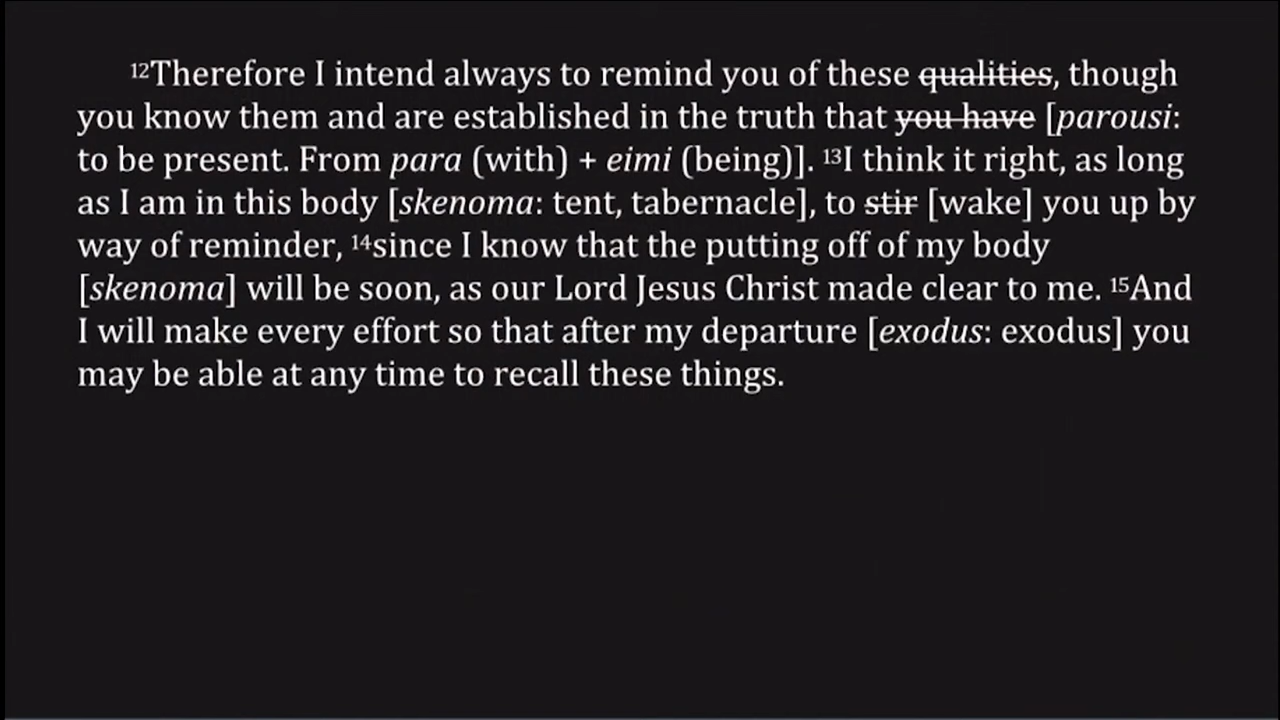 ¹²Therefore I intend always to remind you of these qualities, though
you know them and are established in the truth that you have [parousi:
to be present. From para (with) + eimi (being)]. ¹³I think it right, as long
as I am in this body [skenoma: tent, tabernacle], to stir [wake] you up by
way of reminder, ¹⁴since I know that the putting off of my body
[skenoma] will be soon, as our Lord Jesus Christ made clear to me. ¹⁵And
I will make every effort so that after my departure [exodus: exodus] you
may be able at any time to recall these things.